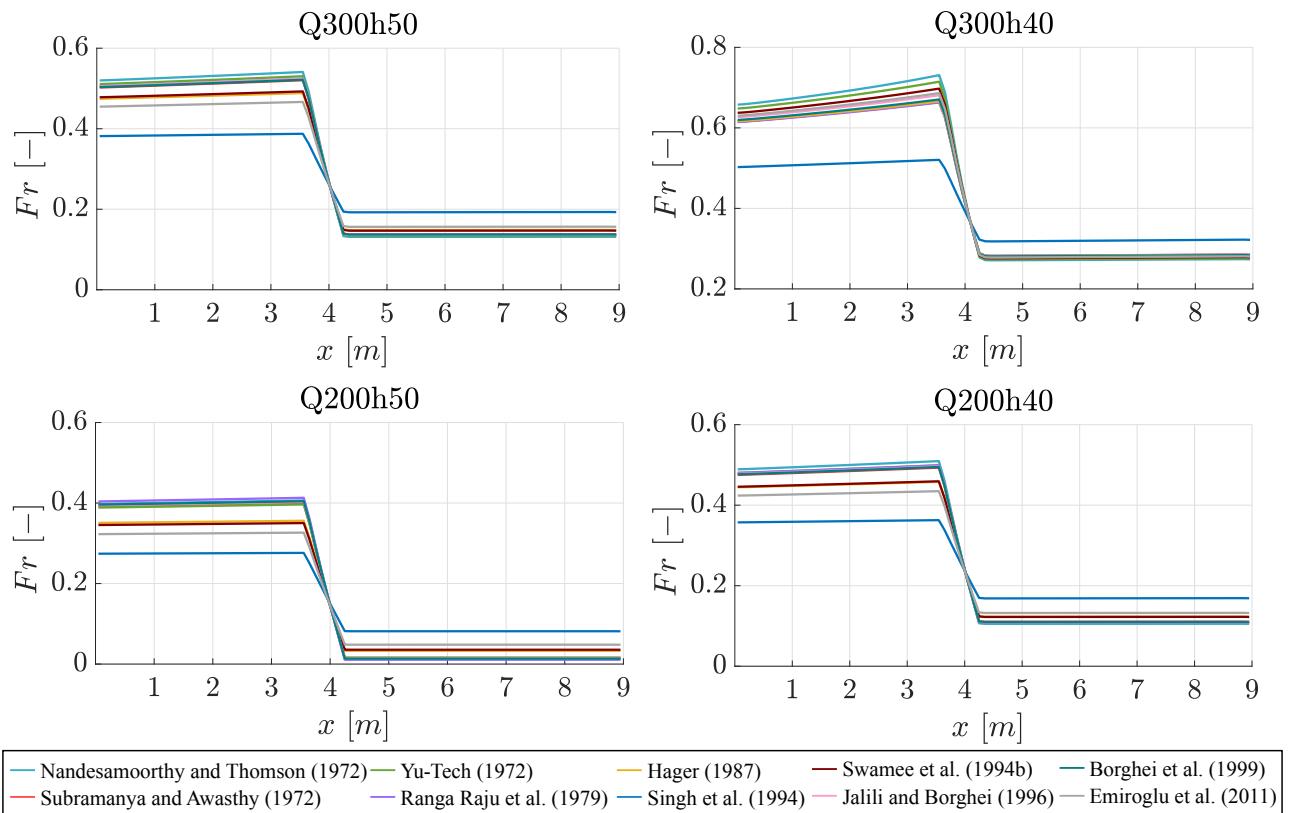 Q300h50
0.6
0.4
0.2
0
Fr [−]
1 2 3 4 5 6 7 8 9
x [m]
Q300h40
0.8
0.6
0.4
0.2
Fr [−]
1 2 3 4 5 6 7 8 9
x [m]
Q200h50
0.6
0.4
0.2
0
Fr [−]
1 2 3 4 5 6 7 8 9
x [m]
Q200h40
0.6
0.4
0.2
0
Fr [−]
1 2 3 4 5 6 7 8 9
x [m]
Nandesamoorthy and Thomson (1972) Yu-Tech (1972) Hager (1987) Swamee et al. (1994b) Borghei et al. (1999)
Subramanya and Awasthy (1972) Ranga Raju et al. (1979) Singh et al. (1994) Jalili and Borghei (1996) Emiroglu et al. (2011)